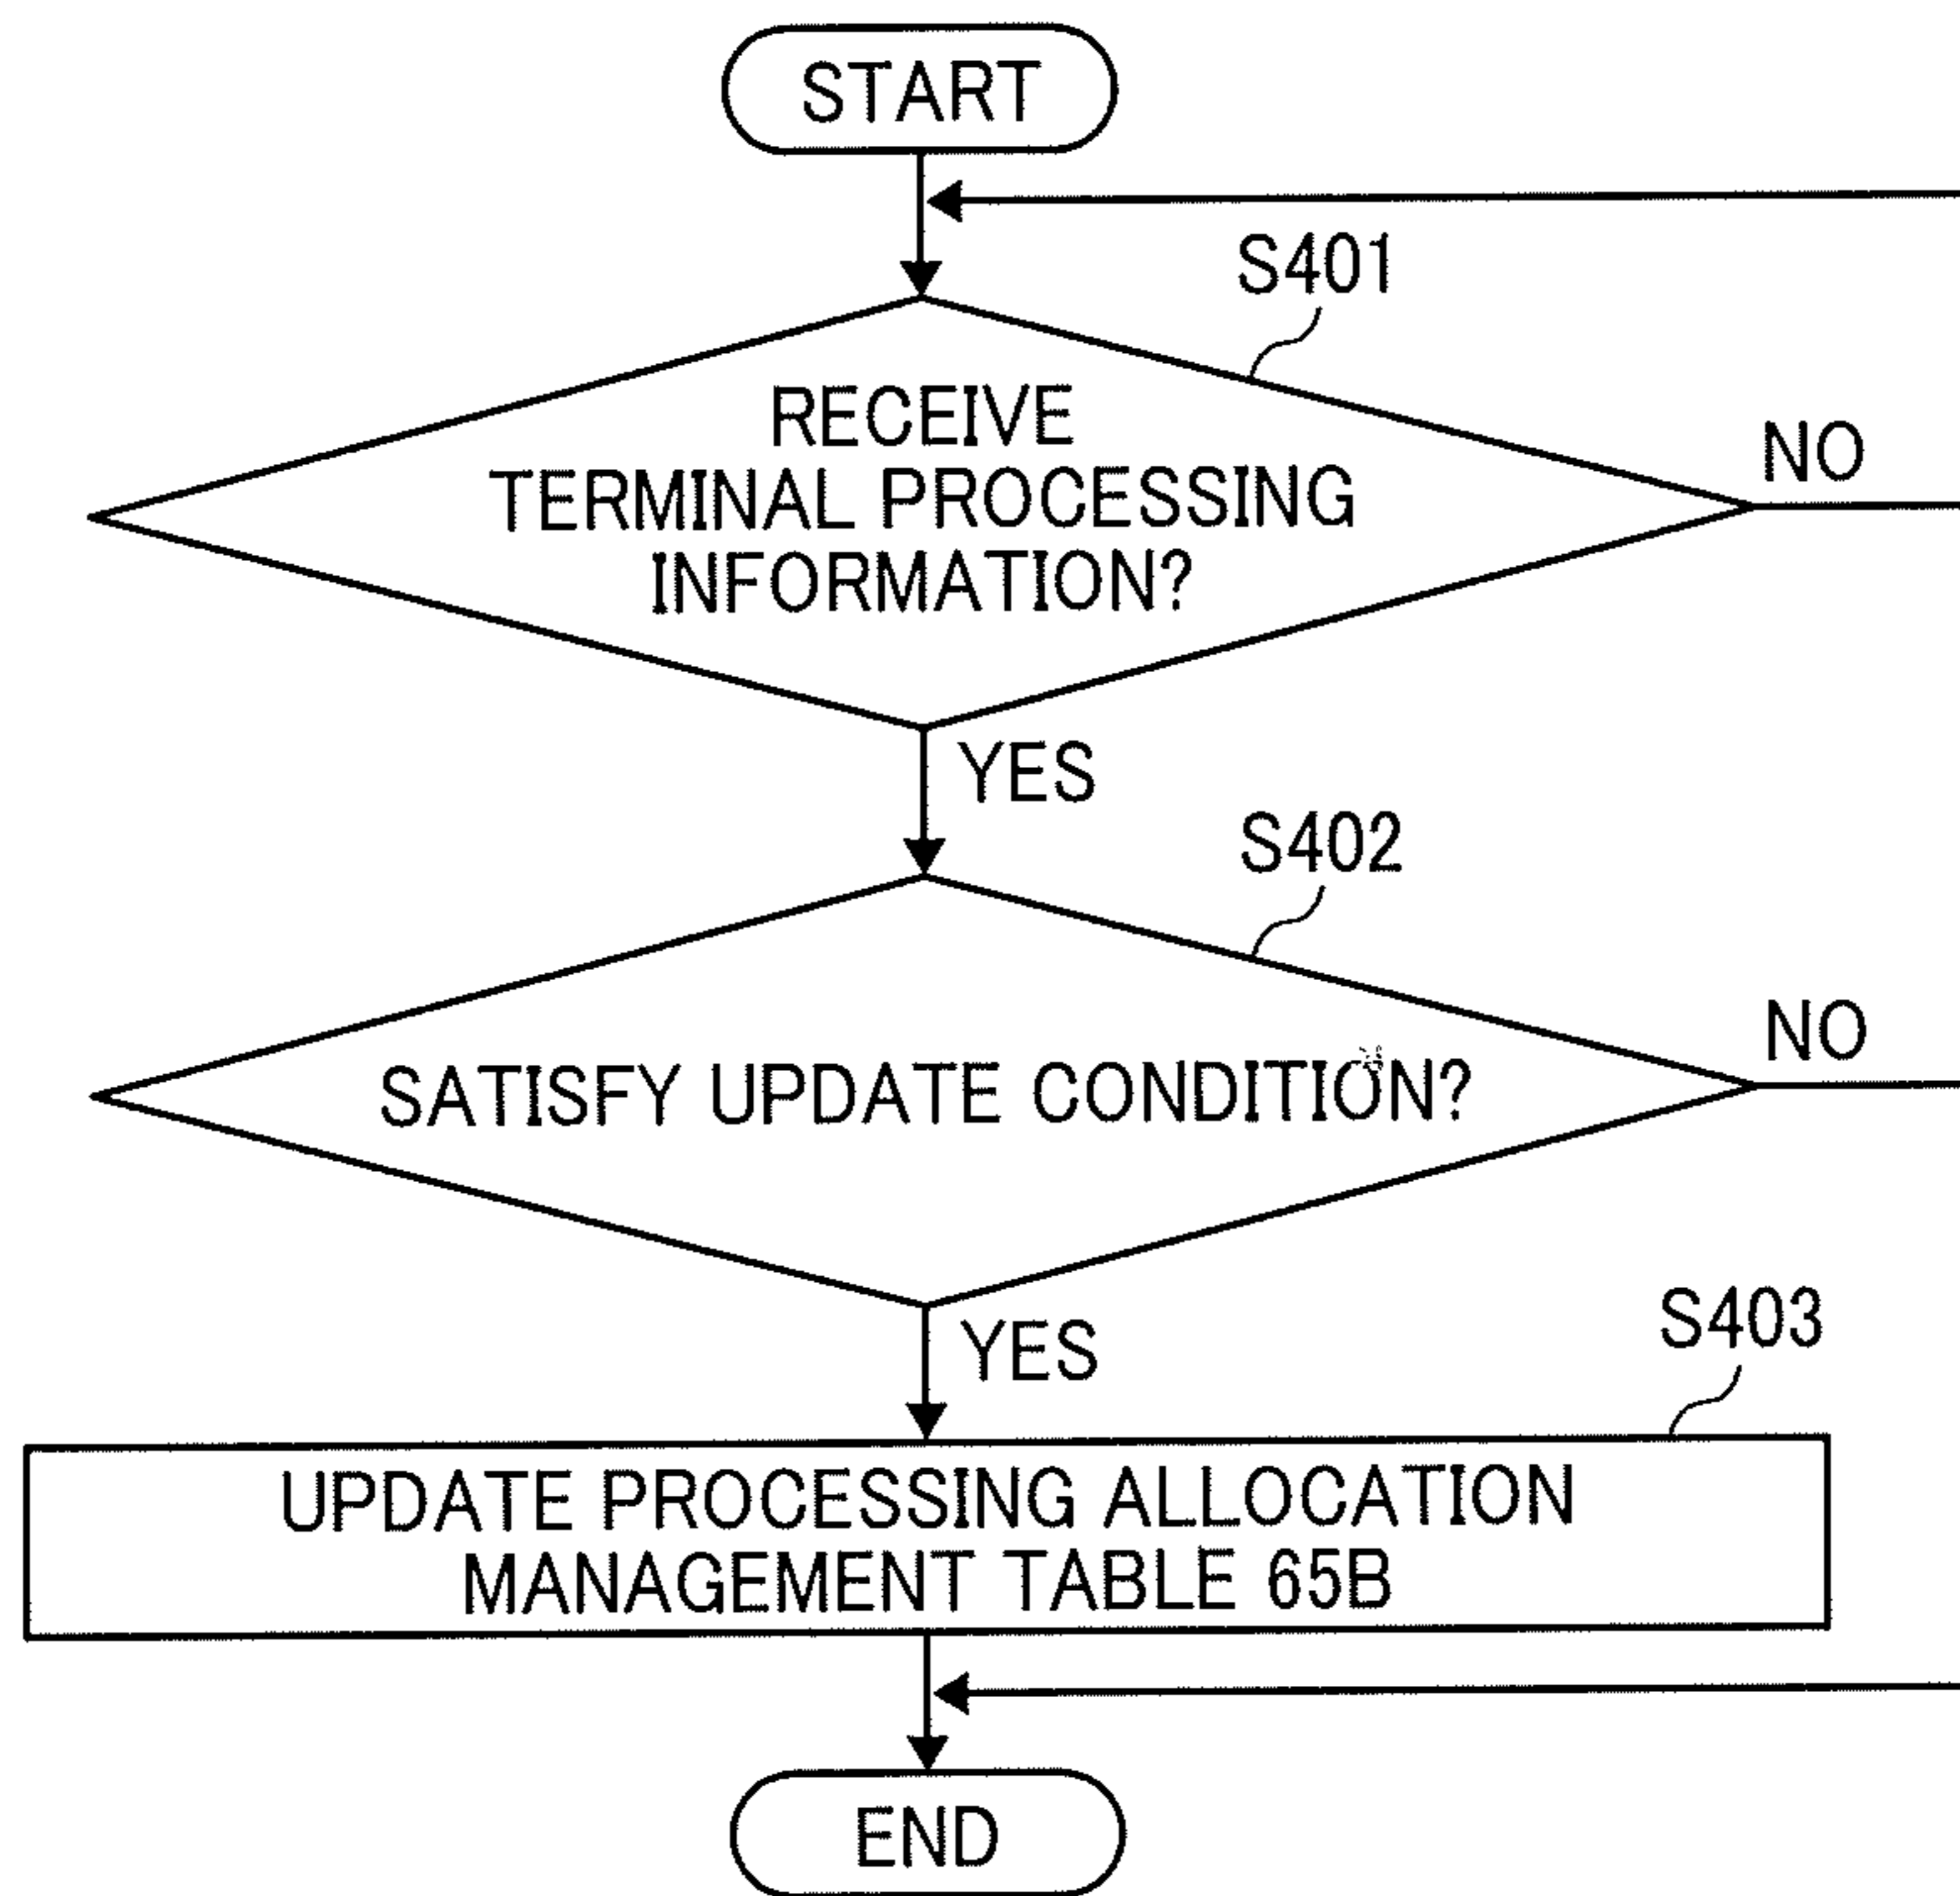 START
S401
RECEIVE
TERMINAL PROCESSING
INFORMATION?
NO
YES
S402
SATISFY UPDATE CONDITION?
NO
YES
S403
UPDATE PROCESSING ALLOCATION
MANAGEMENT TABLE 65B
END